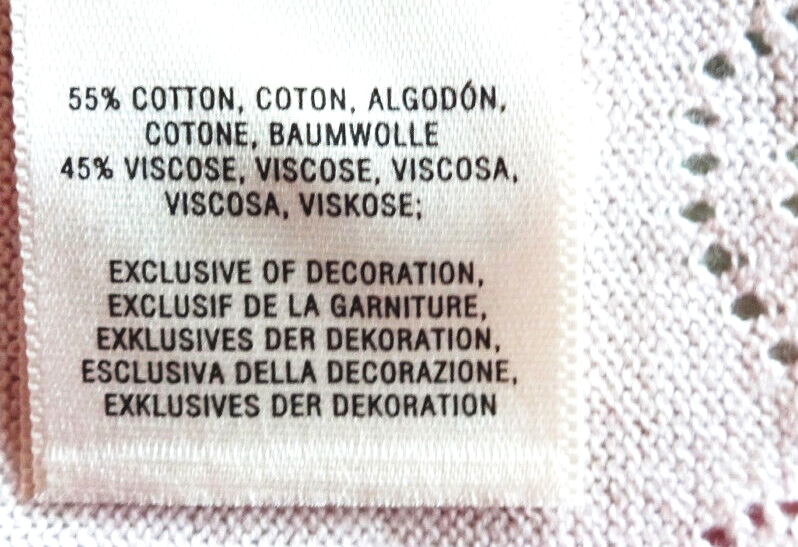 55% COTTON, COTON, ALGODÓN,
COTONE, BAUMWOLLE
45% VISCOSE, VISCOSE, VISCOSA,
VISCOSA, VISKOSE;
EXCLUSIVE OF DECORATION,
EXCLUSIF DE LA GARNITURE,
EXKLUSIVES DER DEKORATION,
ESCLUSIVA DELLA DECORAZIONE,
EXKLUSIVES DER DEKORATION